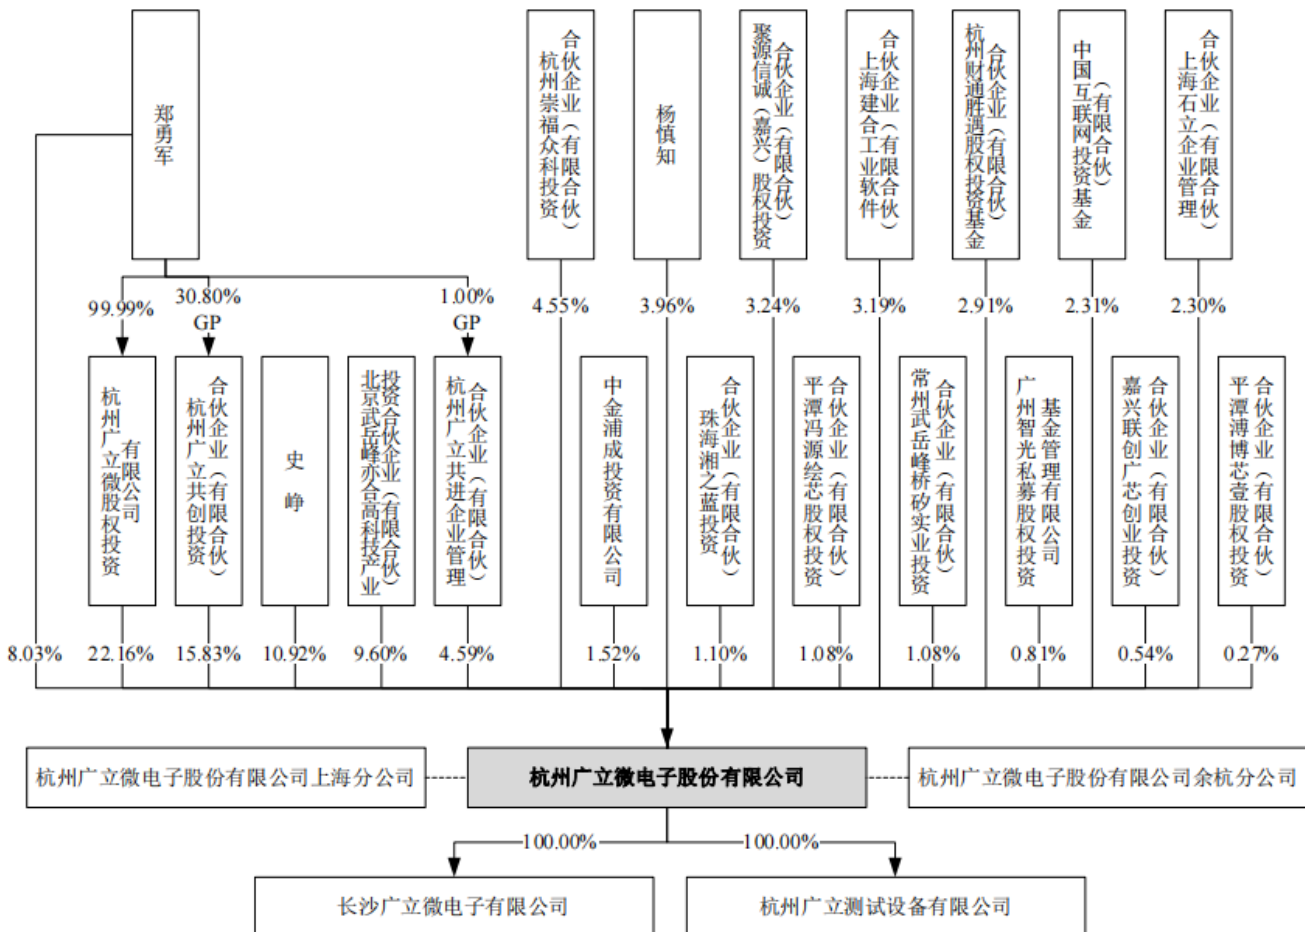 郑勇军
杭州崇福众科投资
合伙企业（有限合伙）
杨慎知
聚源信诚（嘉兴）股权投资
合伙企业（有限合伙）
上海建合工业软件
合伙企业（有限合伙）
杭州财通胜遇股权投资基金
合伙企业（有限合伙）
中国互联网投资基金
（有限合伙）
上海石立企业管理
合伙企业（有限合伙）
99.99%
30.80%
GP
1.00%
GP
4.55%
3.96%
3.24%
3.19%
2.91%
2.31%
2.30%
杭州广立微股权投资
有限公司
杭州广立共创投资
合伙企业（有限合伙）
史峥
北京武岳峰亦合高科技产业
投资合伙企业（有限合伙）
杭州广立共进企业管理
合伙企业（有限合伙）
中金浦成投资有限公司
珠海湘之蓝投资
合伙企业（有限合伙）
平潭冯源绘芯股权投资
合伙企业（有限合伙）
常州武岳峰桥矽实业投资
合伙企业（有限合伙）
广州智光私募股权投资
基金管理有限公司
嘉兴联创广芯创业投资
合伙企业（有限合伙）
平潭溥博芯壹股权投资
合伙企业（有限合伙）
8.03%
22.16%
15.83%
10.92%
9.60%
4.59%
1.52%
1.10%
1.08%
1.08%
0.81%
0.54%
0.27%
杭州广立微电子股份有限公司上海分公司
杭州广立微电子股份有限公司
杭州广立微电子股份有限公司余杭分公司
100.00%
100.00%
长沙广立微电子有限公司
杭州广立测试设备有限公司